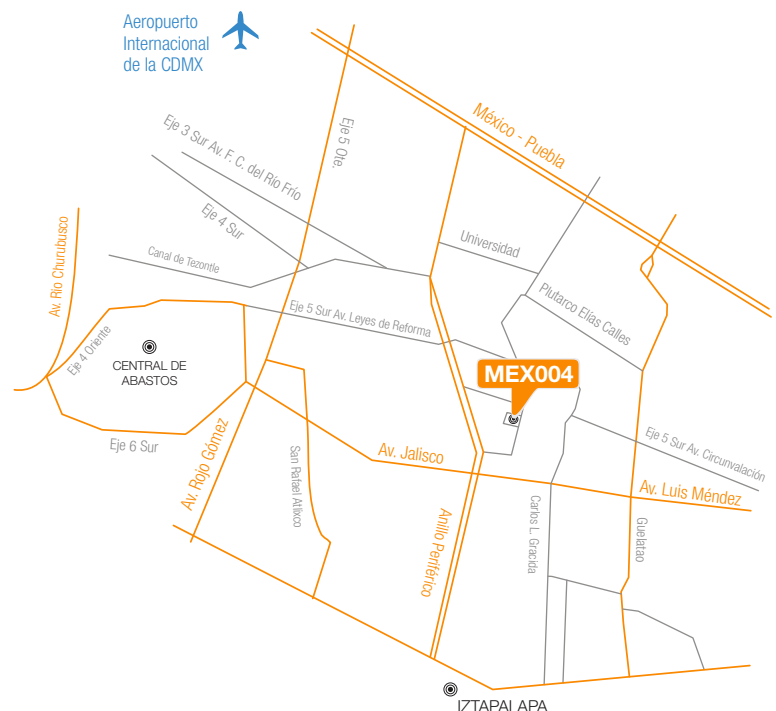 Aeropuerto
Internacional
de la CDMX
México - Puebla
Eje 5 Ote.
Eje 3 Sur Av. F. C. del Río Frío
Eje 4 Sur
Universidad
Av. Rio Churubusco
Canal de Tezontle
Plutarco Elías Calles
Eje 5 Sur Av. Leyes de Reforma
Eje 4 Oriente
CENTRAL DE
ABASTOS
MEX004
Eje 6 Sur
Av. Rojo Gómez
San Rafael Atlixco
Av. Jalisco
Eje 5 Sur Av. Circunvalación
Av. Luis Méndez
Anillo Periférico
Carlos L. Gracida
Guelatao
IZTAPALAPA